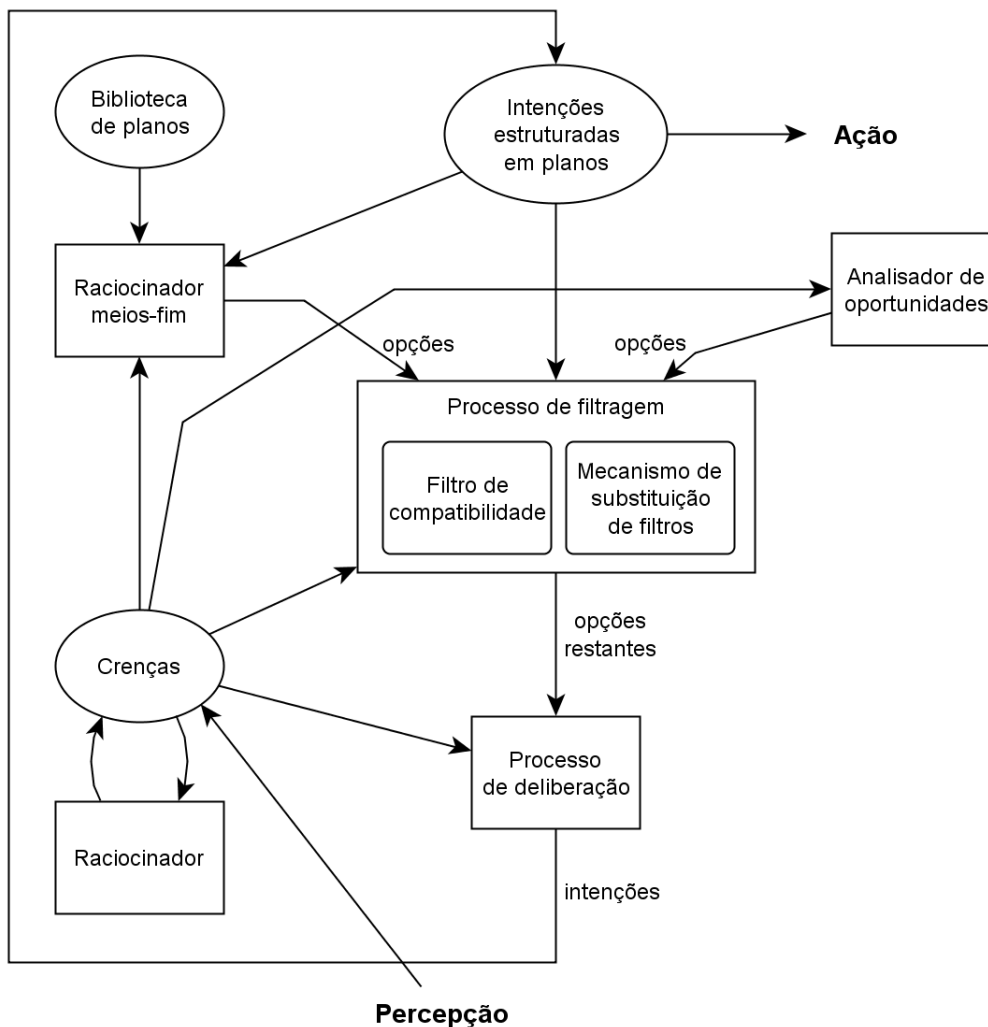 Biblioteca
de planos
Intenções
estruturadas
em planos
Ação
Raciocinador
meios-fim
Analisador de
oportunidades
opções
opções
Processo de filtragem
Filtro de
compatibilidade
Mecanismo de
substituição
de filtros
opções
restantes
Crenças
Processo
de deliberação
Raciocinador
intenções
Percepção